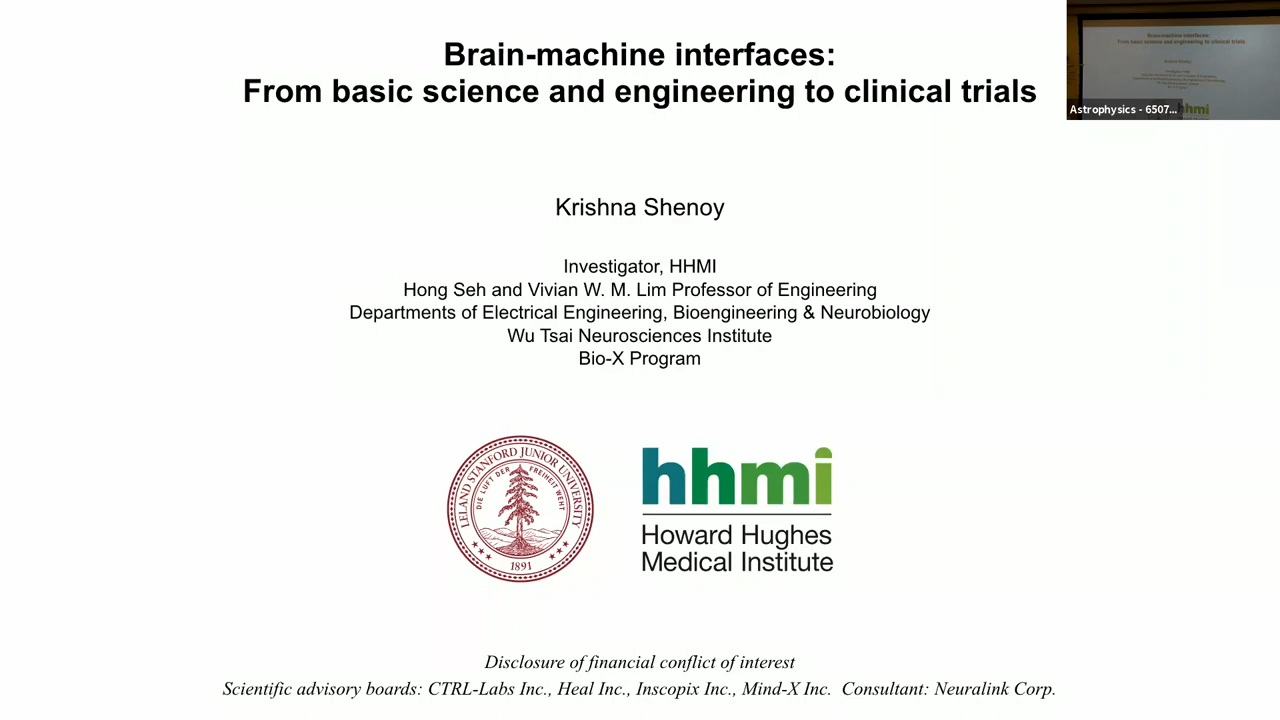 Brain-machine interfaces:
From basic science and engineering to clinical trials
Astrophysics - 6507...
Krishna Shenoy
Investigator, HHMI
Hong Seh and Vivian W. M. Lim Professor of Engineering
Departments of Electrical Engineering, Bioengineering & Neurobiology
Wu Tsai Neurosciences Institute
Bio-X Program
LELAND STANFORD JUNIOR UNIVERSITY
DIE LUFT DER FREIHEIT WEHT
1891
hhmi
Howard Hughes
Medical Institute
Disclosure of financial conflict of interest
Scientific advisory boards: CTRL-Labs Inc., Heal Inc., Inscopix Inc., Mind-X Inc. Consultant: Neuralink Corp.